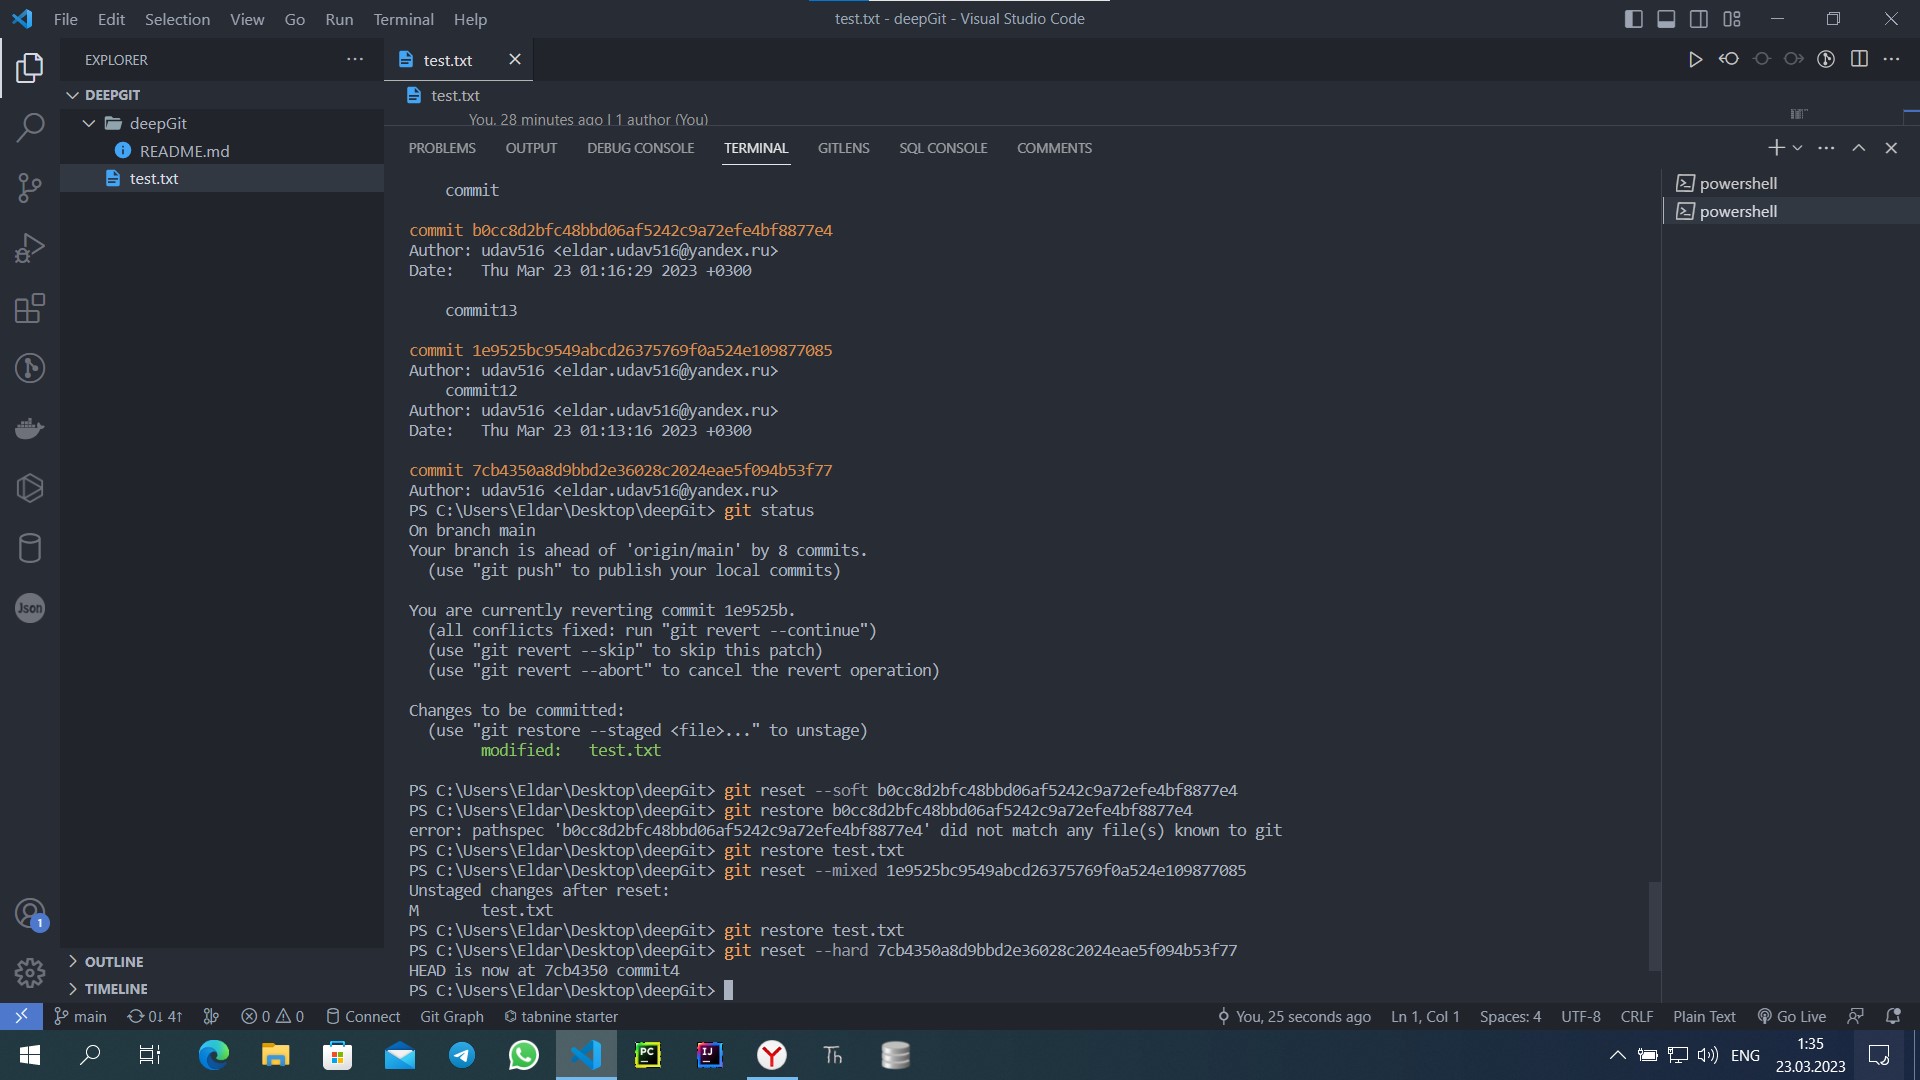 File Edit Selection View Go Run Terminal Help
test.txt - deepGit - Visual Studio Code
EXPLORER
test.txt
DEEPGIT
deepGit
README.md
test.txt
OUTLINE
TIMELINE
test.txt
You, 28 minutes ago | 1 author (You)
PROBLEMS OUTPUT DEBUG CONSOLE TERMINAL GITLENS SQL CONSOLE COMMENTS
powershell
powershell
commit
commit b0cc8d2bfc48bbd06af5242c9a72efe4bf8877e4
Author: udav516 <eldar.udav516@yandex.ru>
Date:   Thu Mar 23 01:16:29 2023 +0300
commit13
commit 1e9525bc9549abcd26375769f0a524e109877085
Author: udav516 <eldar.udav516@yandex.ru>
commit12
Author: udav516 <eldar.udav516@yandex.ru>
Date:   Thu Mar 23 01:13:16 2023 +0300
commit 7cb4350a8d9bbd2e36028c2024eae5f094b53f77
Author: udav516 <eldar.udav516@yandex.ru>
PS C:\Users\Eldar\Desktop\deepGit> git status
On branch main
Your branch is ahead of 'origin/main' by 8 commits.
(use "git push" to publish your local commits)
You are currently reverting commit 1e9525b.
(all conflicts fixed: run "git revert --continue")
(use "git revert --skip" to skip this patch)
(use "git revert --abort" to cancel the revert operation)
Changes to be committed:
(use "git restore --staged <file>..." to unstage)
modified:   test.txt
PS C:\Users\Eldar\Desktop\deepGit> git reset --soft b0cc8d2bfc48bbd06af5242c9a72efe4bf8877e4
PS C:\Users\Eldar\Desktop\deepGit> git restore b0cc8d2bfc48bbd06af5242c9a72efe4bf8877e4
error: pathspec 'b0cc8d2bfc48bbd06af5242c9a72efe4bf8877e4' did not match any file(s) known to git
PS C:\Users\Eldar\Desktop\deepGit> git restore test.txt
PS C:\Users\Eldar\Desktop\deepGit> git reset --mixed 1e9525bc9549abcd26375769f0a524e109877085
Unstaged changes after reset:
M       test.txt
PS C:\Users\Eldar\Desktop\deepGit> git restore test.txt
PS C:\Users\Eldar\Desktop\deepGit> git reset --hard 7cb4350a8d9bbd2e36028c2024eae5f094b53f77
HEAD is now at 7cb4350 commit4
PS C:\Users\Eldar\Desktop\deepGit>
Json
1
main 0↓ 4↑ 0 0 Connect Git Graph tabnine starter
You, 25 seconds ago Ln 1, Col 1 Spaces: 4 UTF-8 CRLF Plain Text Go Live
PC IJ Y Th
ENG
1:35
23.03.2023